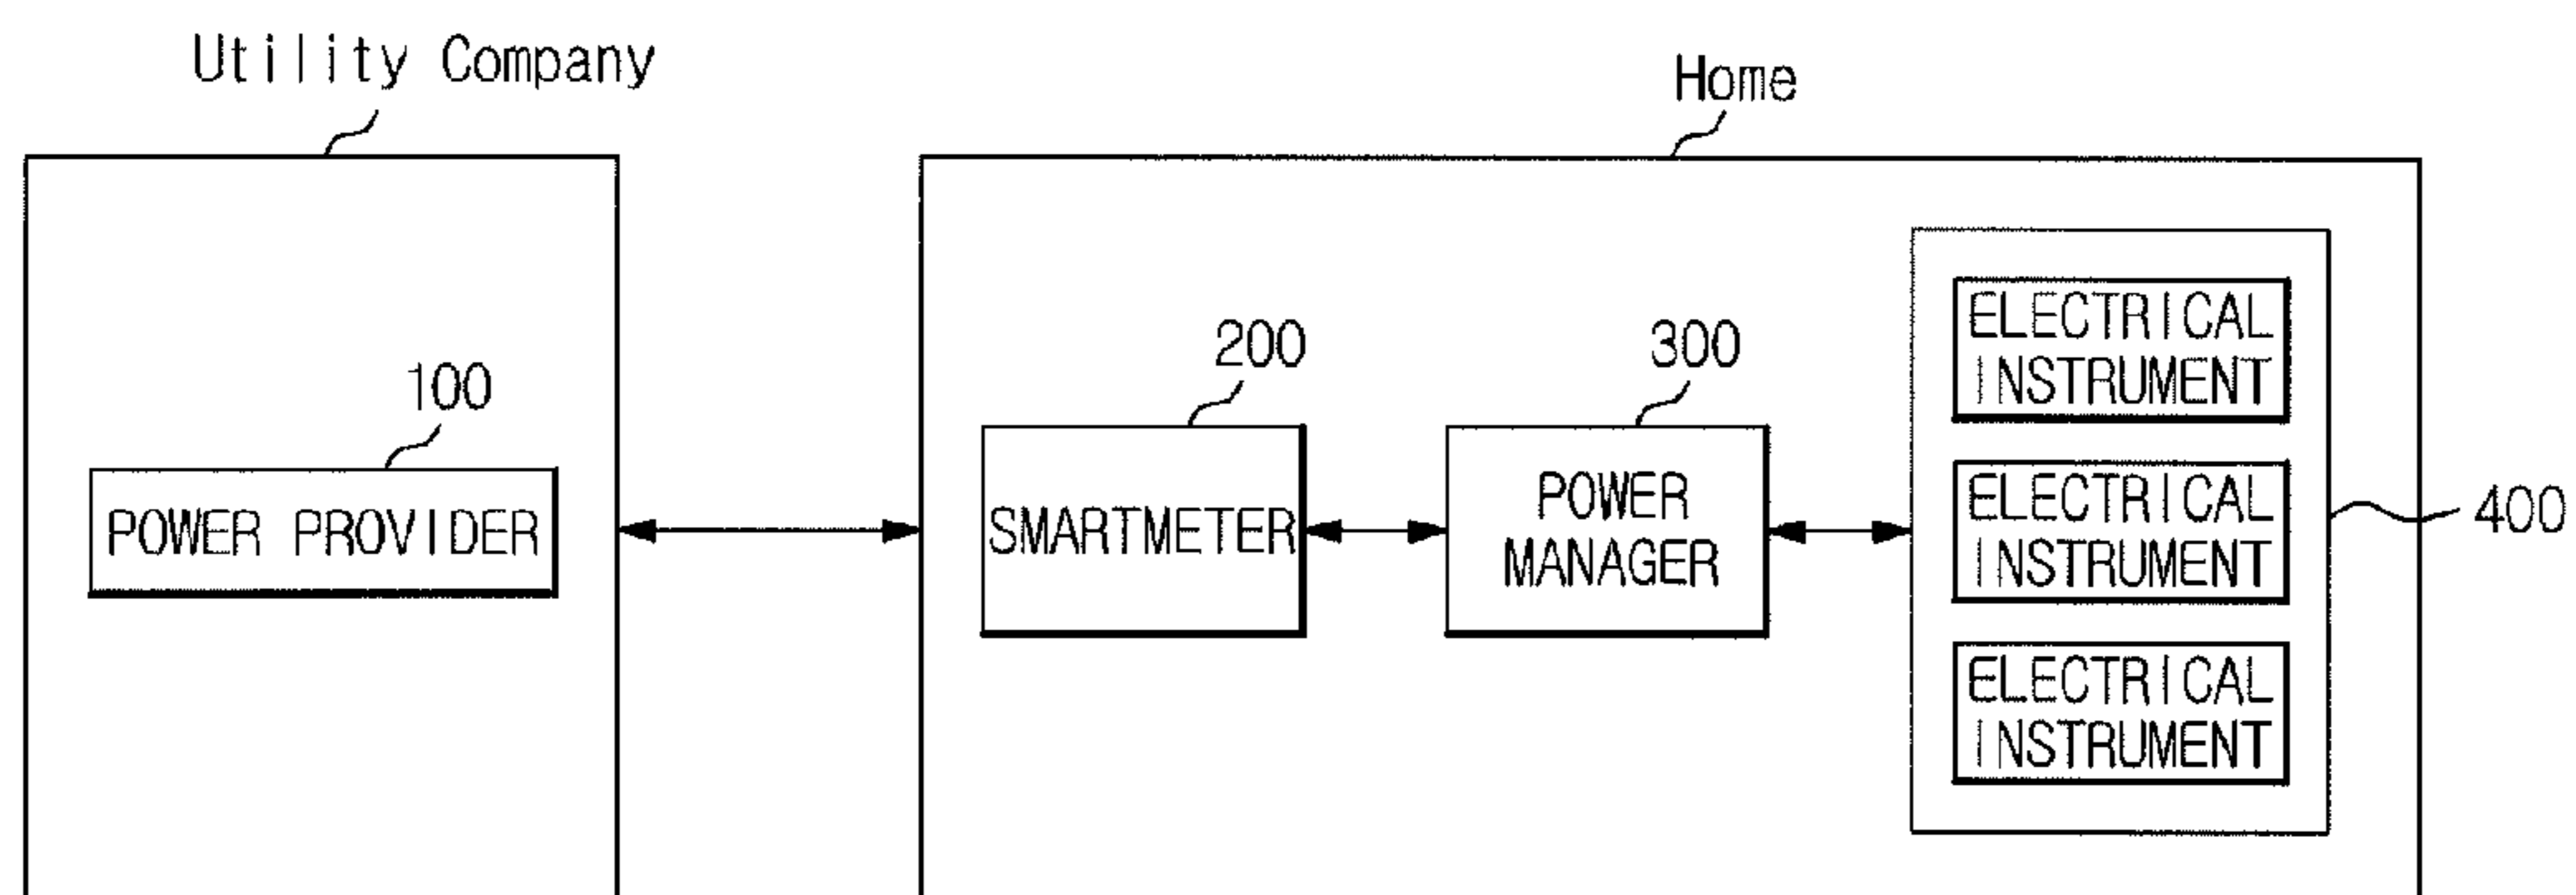 Utility Company
Home
100
POWER PROVIDER
200
SMARTMETER
300
POWER
MANAGER
ELECTRICAL
INSTRUMENT
ELECTRICAL
INSTRUMENT
ELECTRICAL
INSTRUMENT
400